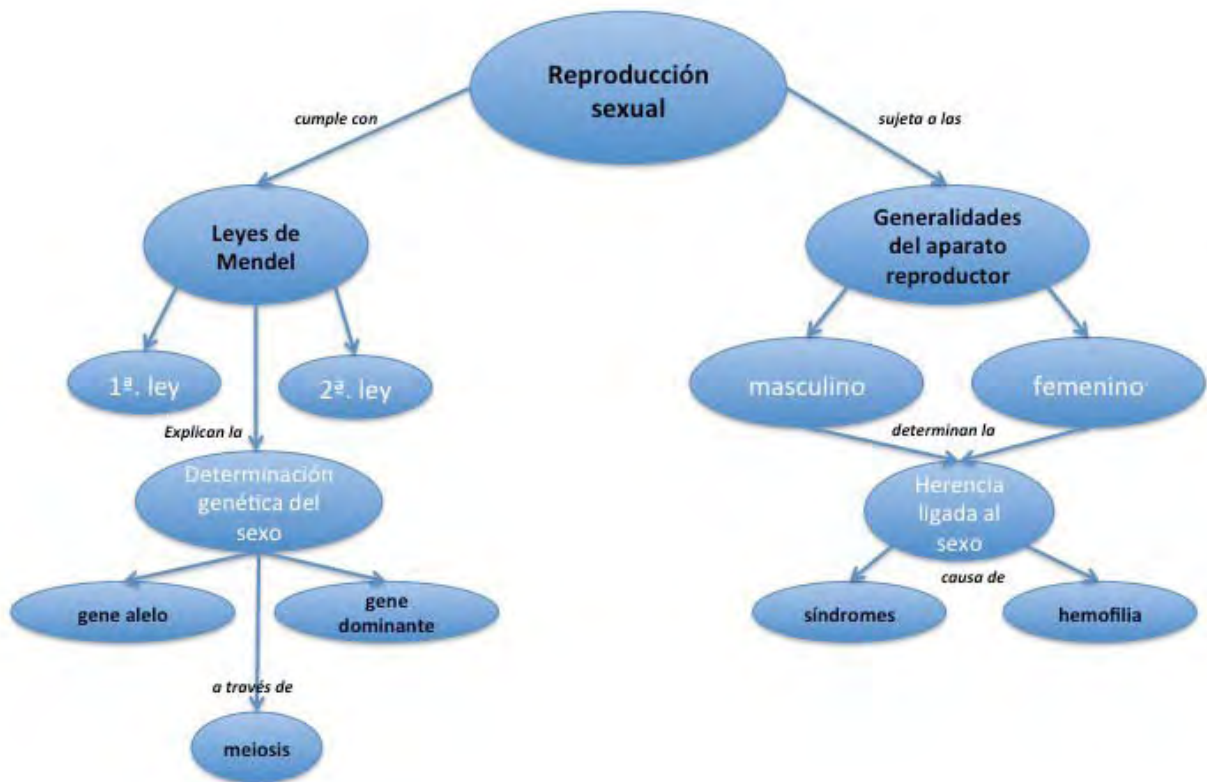 Reproducción
sexual
cumple con
sujeta a las
Leyes de
Mendel
Generalidades
del aparato
reproductor
1ª. ley
2ª. ley
masculino
femenino
Explican la
determinan la
Determinación
genética del
sexo
Herencia
ligada al
sexo
causa de
gene alelo
gene
dominante
síndromes
hemofilia
a través de
meiosis